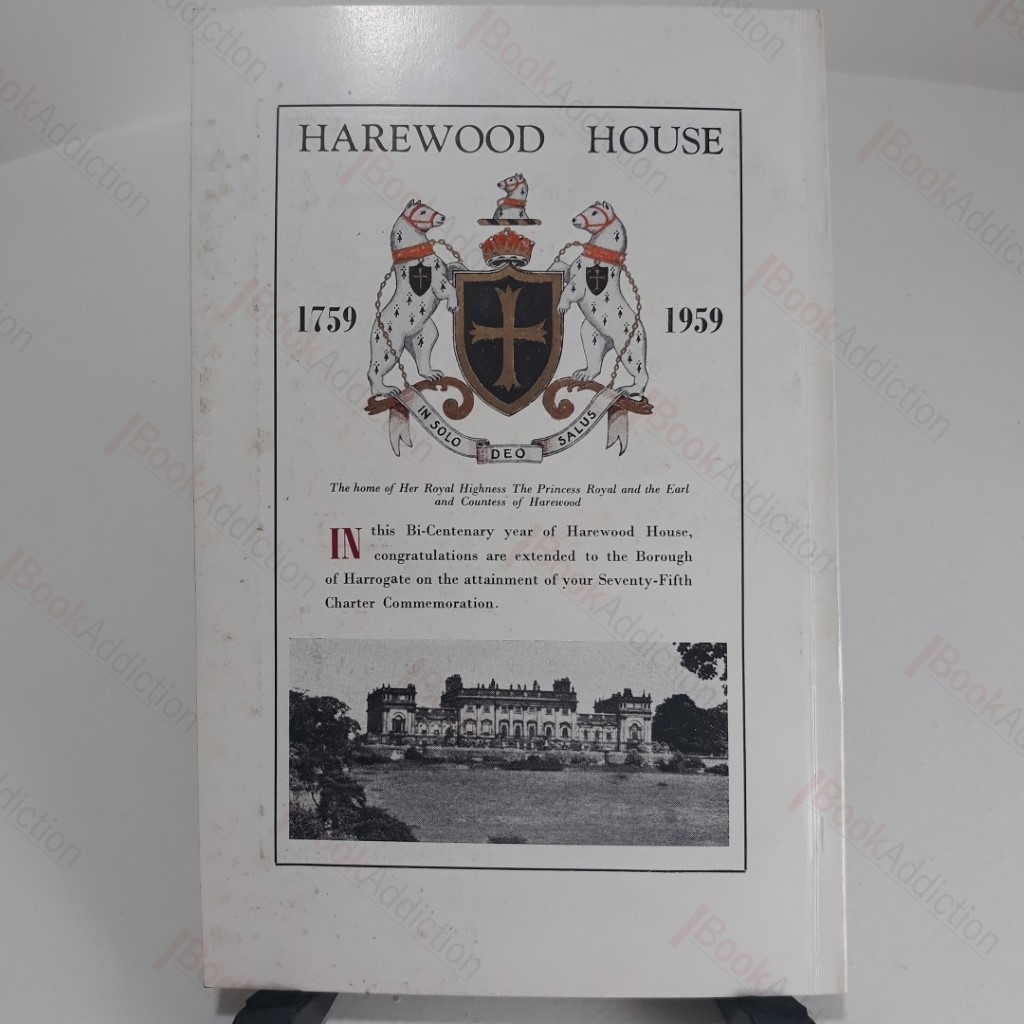 HAREWOOD HOUSE
1759 1959
IN SOLO DEO SALUS
The home of Her Royal Highness The Princess Royal and the Earl
and Countess of Harewood
IN this Bi-Centenary year of Harewood House,
congratulations are extended to the Borough
of Harrogate on the attainment of your Seventy-Fifth
Charter Commemoration.
BookAddiction